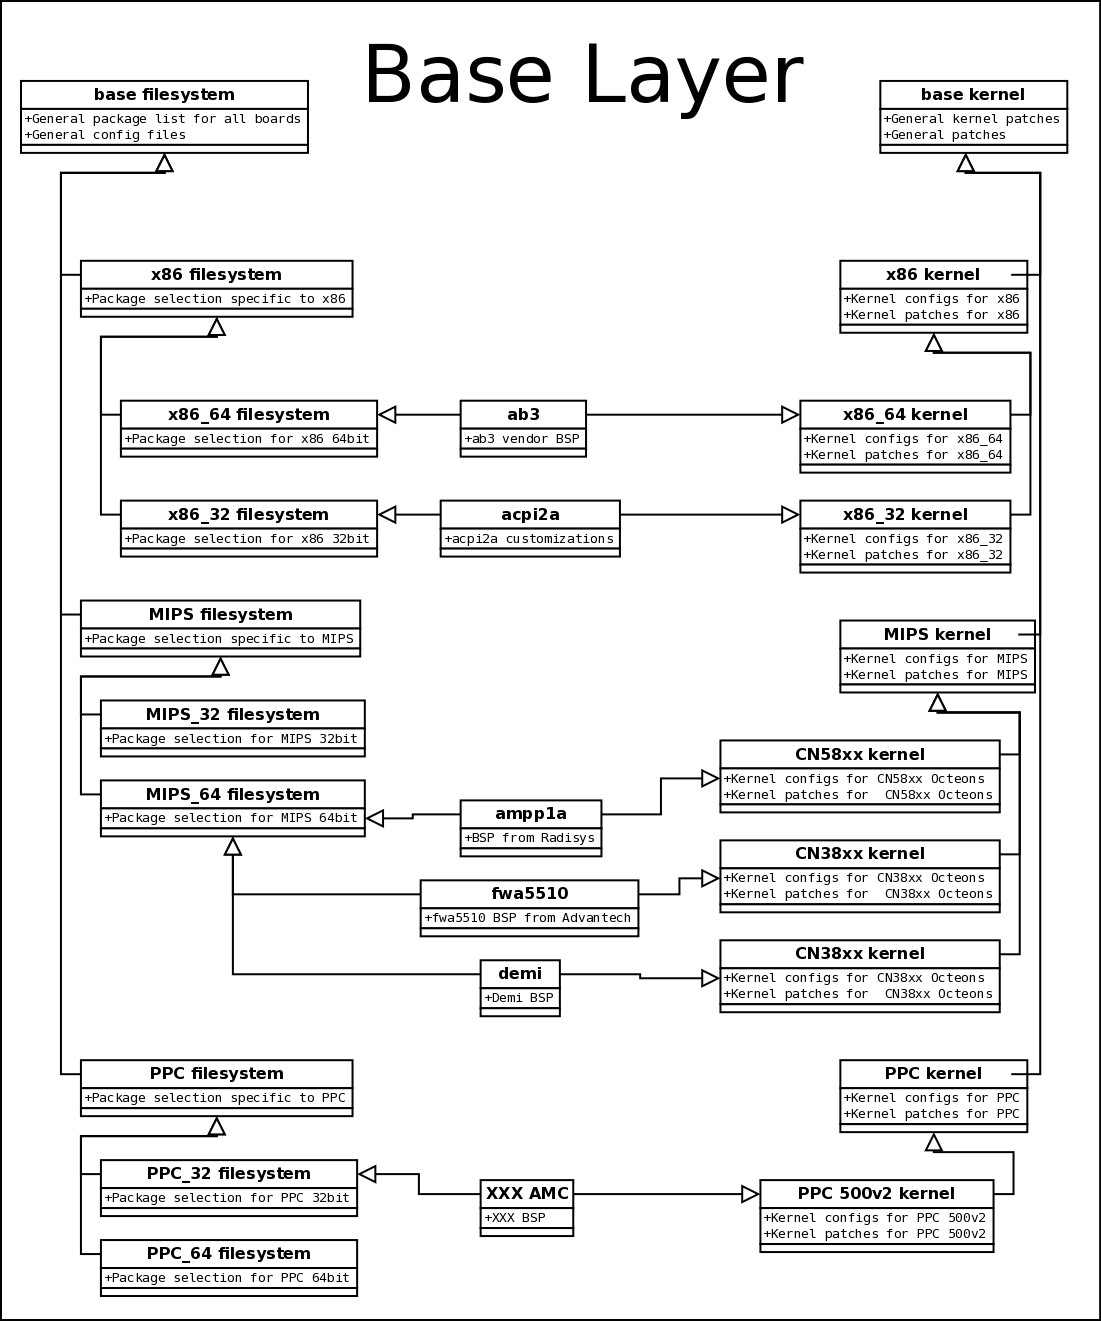 Base Layer
base filesystem
+General package list for all boards
+General config files
base kernel
+General kernel patches
+General patches
x86 filesystem
+Package selection specific to x86
x86 kernel
+Kernel configs for x86
+Kernel patches for x86
x86_64 filesystem
+Package selection for x86 64bit
ab3
+ab3 vendor BSP
x86_64 kernel
+Kernel configs for x86_64
+Kernel patches for x86_64
x86_32 filesystem
+Package selection for x86 32bit
acpi2a
+acpi2a customizations
x86_32 kernel
+Kernel configs for x86_32
+Kernel patches for x86_32
MIPS filesystem
+Package selection specific to MIPS
MIPS kernel
+Kernel configs for MIPS
+Kernel patches for MIPS
MIPS_32 filesystem
+Package selection for MIPS 32bit
CN58xx kernel
+Kernel configs for CN58xx Octeons
+Kernel patches for  CN58xx Octeons
MIPS_64 filesystem
+Package selection for MIPS 64bit
ampp1a
+BSP from Radisys
CN38xx kernel
+Kernel configs for CN38xx Octeons
+Kernel patches for  CN38xx Octeons
fwa5510
+fwa5510 BSP from Advantech
CN38xx kernel
+Kernel configs for CN38xx Octeons
+Kernel patches for  CN38xx Octeons
demi
+Demi BSP
PPC filesystem
+Package selection specific to PPC
PPC kernel
+Kernel configs for PPC
+Kernel patches for PPC
PPC_32 filesystem
+Package selection for PPC 32bit
XXX AMC
+XXX BSP
PPC 500v2 kernel
+Kernel configs for PPC 500v2
+Kernel patches for PPC 500v2
PPC_64 filesystem
+Package selection for PPC 64bit